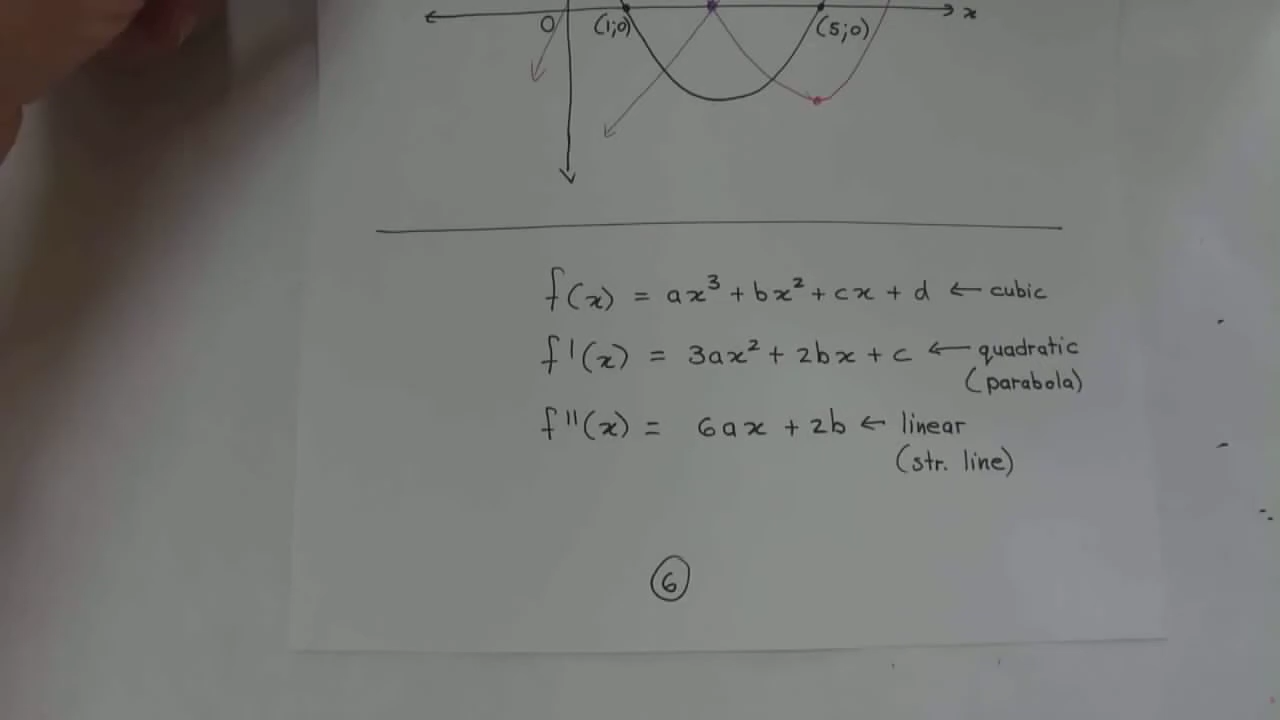 x
0 (1;0) (5;0)
f(x) = ax³ + bx² + cx + d ← cubic
f'(x) = 3ax² + 2bx + c ← quadratic
(parabola)
f''(x) = 6ax + 2b ← linear
(str. line)
6